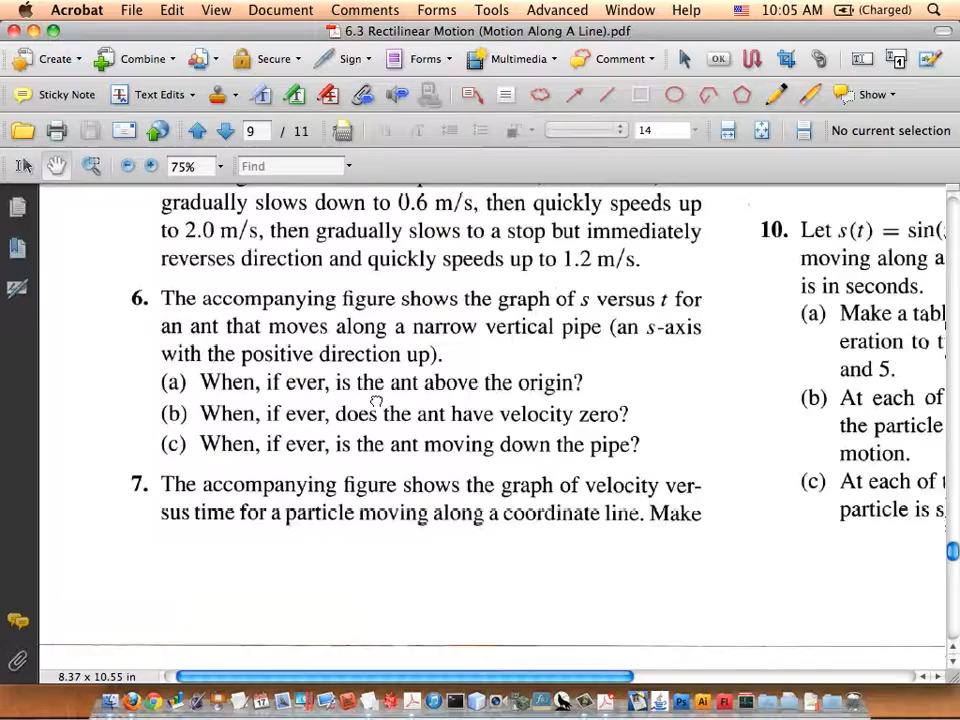 Acrobat File Edit View Document Comments Forms Tools Advanced Window Help 10:05 AM (Charged)
6.3 Rectilinear Motion (Motion Along A Line).pdf
Create Combine Secure Sign Forms Multimedia OK Comment
Sticky Note Text Edits Show
9 / 11 14 No current selection
75% Find
gradually slows down to 0.6 m/s, then quickly speeds up
to 2.0 m/s, then gradually slows to a stop but immediately
reverses direction and quickly speeds up to 1.2 m/s.
6. The accompanying figure shows the graph of s versus t for
an ant that moves along a narrow vertical pipe (an s-axis
with the positive direction up).
(a) When, if ever, is the ant above the origin?
(b) When, if ever, does the ant have velocity zero?
(c) When, if ever, is the ant moving down the pipe?
7. The accompanying figure shows the graph of velocity ver-
sus time for a particle moving along a coordinate line. Make
10. Let s(t) = sin(
moving along a
is in seconds.
(a) Make a tabl
eration to t
and 5.
(b) At each of
the particle
motion.
(c) At each of t
particle is s
8.37 x 10.55 in